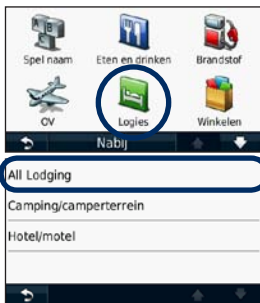 Spel naam Eten en drinken Brandstof
OV Logies Winkelen
Nabij
All Lodging
Camping/camperterrein
Hotel/motel